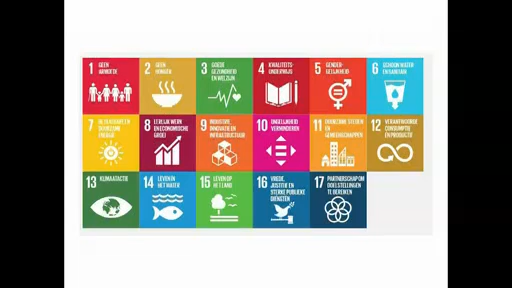 1 GEEN
ARMOEDE
2 GEEN
HONGER
3 GOEDE
GEZONDHEID
EN WELZIJN
4 KWALITEITS-
ONDERWIJS
5 GENDER-
GELIJKHEID
6 SCHOON WATER
EN SANITAIR
7 BETAALBARE EN
DUURZAME
ENERGIE
8 EERLIJK WERK
EN ECONOMISCHE
GROEI
9 INDUSTRIE,
INNOVATIE EN
INFRASTRUCTUUR
10 ONGELIJKHEID
VERMINDEREN
11 DUURZAME STEDEN
EN
GEMEENSCHAPPEN
12 VERANTWOORDE
CONSUMPTIE
EN PRODUCTIE
13 KLIMAATACTIE
14 LEVEN IN
HET WATER
15 LEVEN OP
HET LAND
16 VREDE,
JUSTITIE EN
STERKE PUBLIEKE
DIENSTEN
17 PARTNERSCHAP OM
DOELSTELLINGEN
TE BEREIKEN